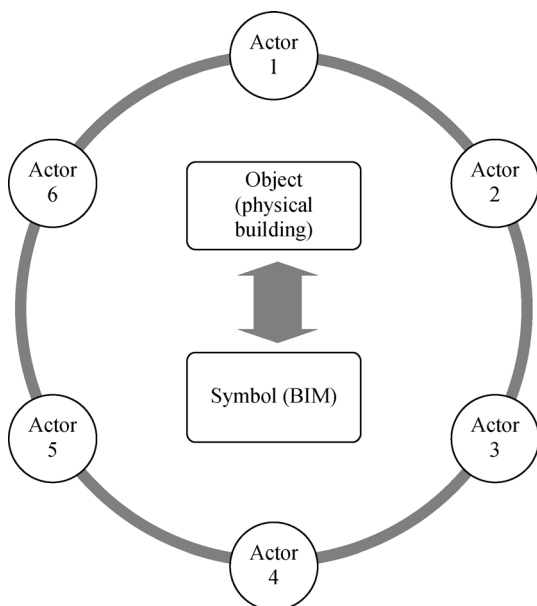 Actor
1
Actor
6
Object
(physical
building)
Actor
2
Symbol (BIM)
Actor
5
Actor
3
Actor
4